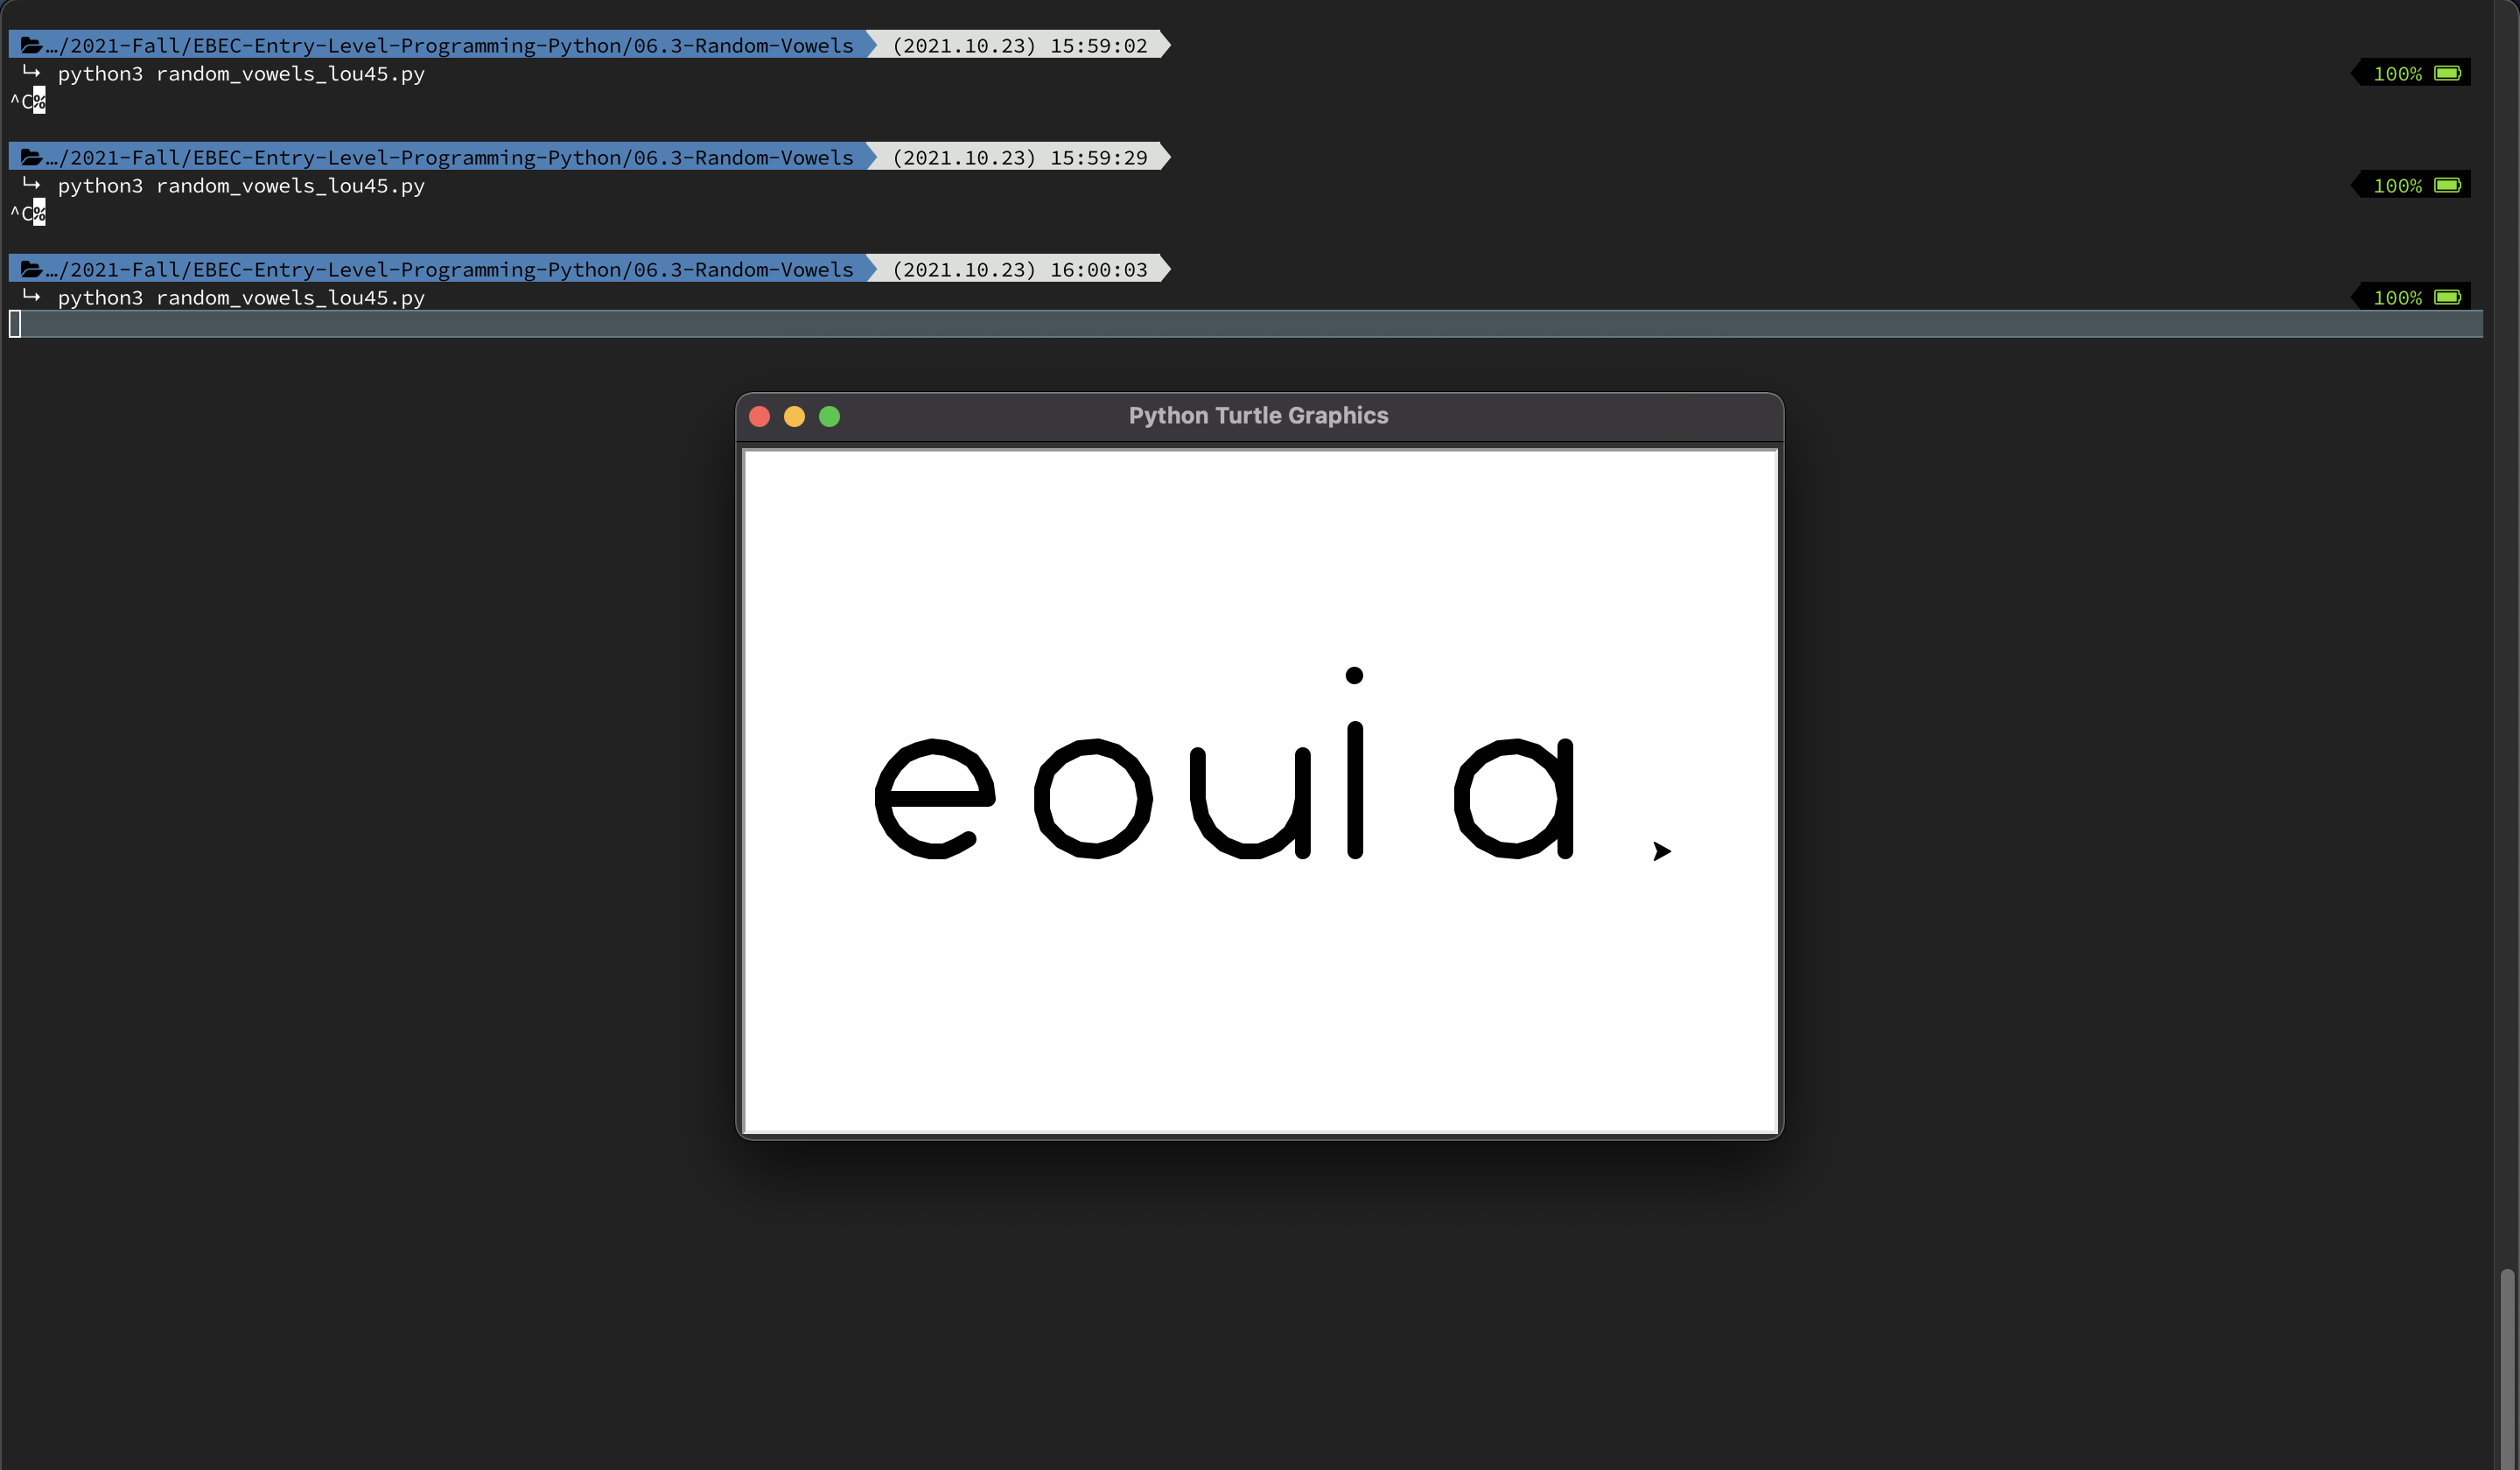 …/2021-Fall/EBEC-Entry-Level-Programming-Python/06.3-Random-Vowels (2021.10.23) 15:59:02
↳ python3 random_vowels_lou45.py 100%
^C%
…/2021-Fall/EBEC-Entry-Level-Programming-Python/06.3-Random-Vowels (2021.10.23) 15:59:29
↳ python3 random_vowels_lou45.py 100%
^C%
…/2021-Fall/EBEC-Entry-Level-Programming-Python/06.3-Random-Vowels (2021.10.23) 16:00:03
↳ python3 random_vowels_lou45.py 100%
Python Turtle Graphics
eouia